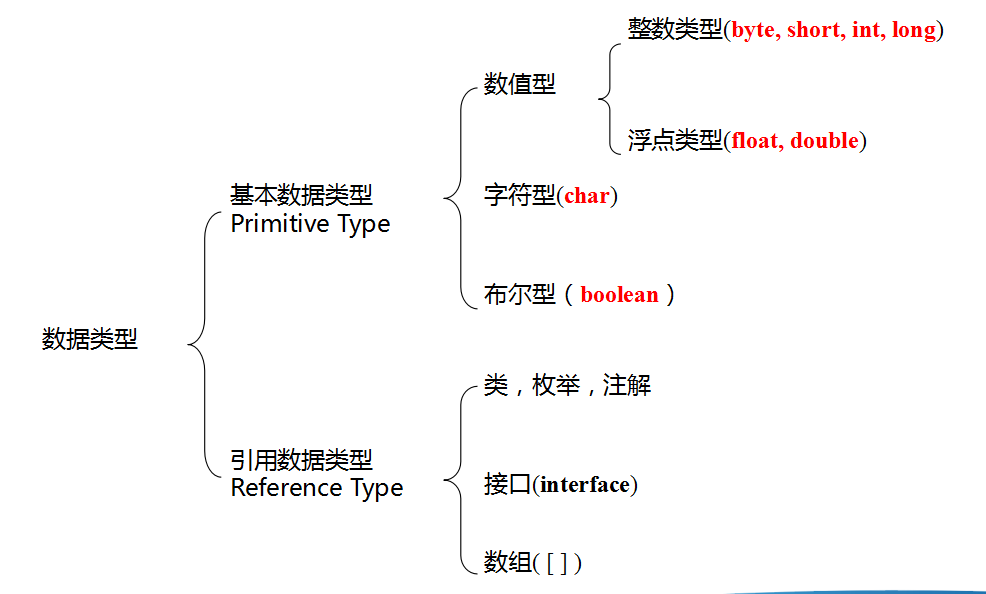 整数类型(byte, short, int, long)
数值型
浮点类型(float, double)
基本数据类型
Primitive Type
字符型(char)
布尔型（boolean）
数据类型
类，枚举，注解
引用数据类型
Reference Type
接口(interface)
数组([ ])